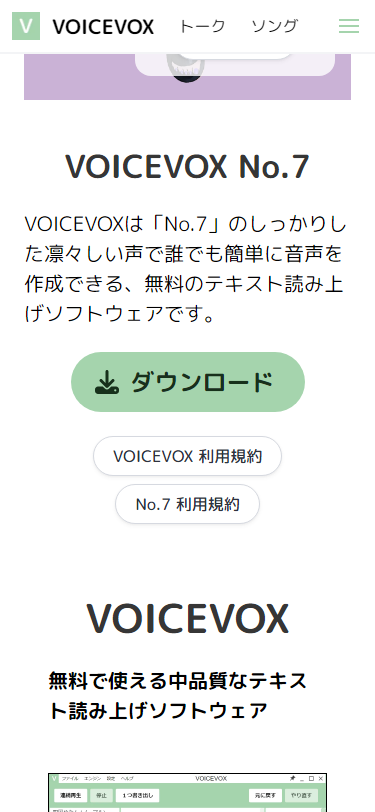 V VOICEVOX トーク ソング
VOICEVOX No.7
VOICEVOXは「No.7」のしっかりし
た凛々しい声で誰でも簡単に音声を
作成できる、無料のテキスト読み上
げソフトウェアです。
ダウンロード
VOICEVOX 利用規約
No.7 利用規約
VOICEVOX
無料で使える中品質なテキス
ト読み上げソフトウェア
V ファイル エンジン 設定 ヘルプ VOICEVOX
連続再生 停止 1つ書き出し 元に戻す やり直す